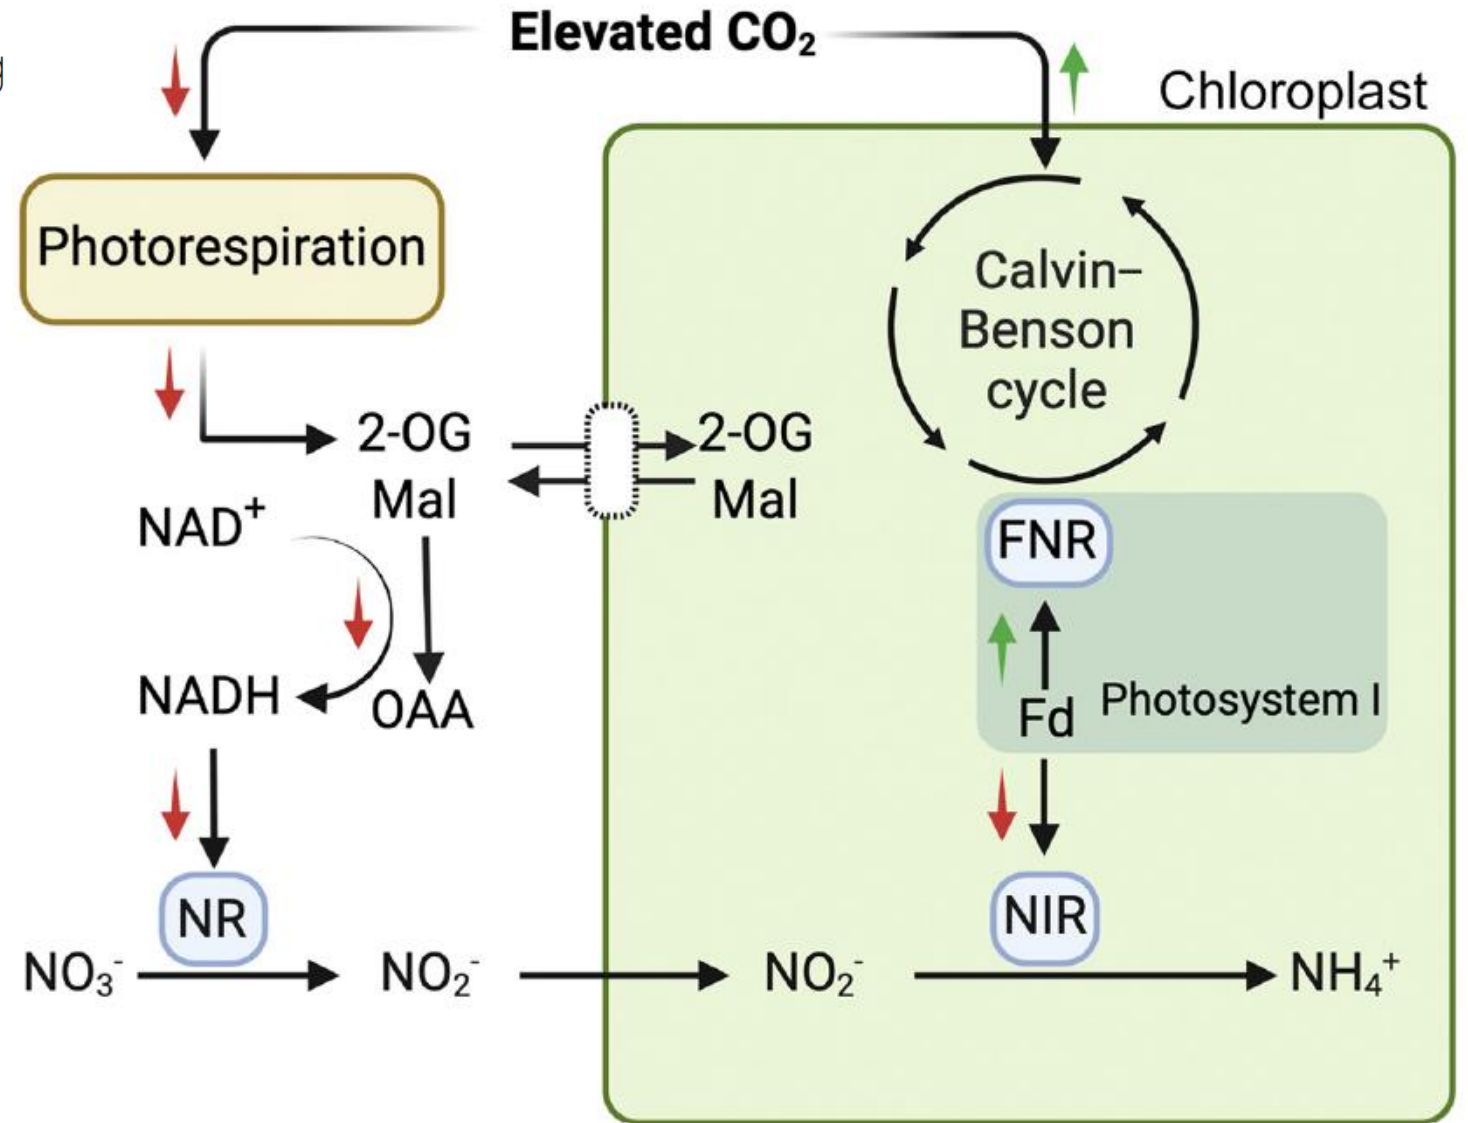 Elevated CO₂
g
Chloroplast
Photorespiration
Calvin–
Benson
cycle
2-OG
2-OG
Mal
Mal
NAD⁺
FNR
NADH
OAA
Fd
Photosystem I
NR
NIR
NO₃⁻
NO₂⁻
NO₂⁻
NH₄⁺